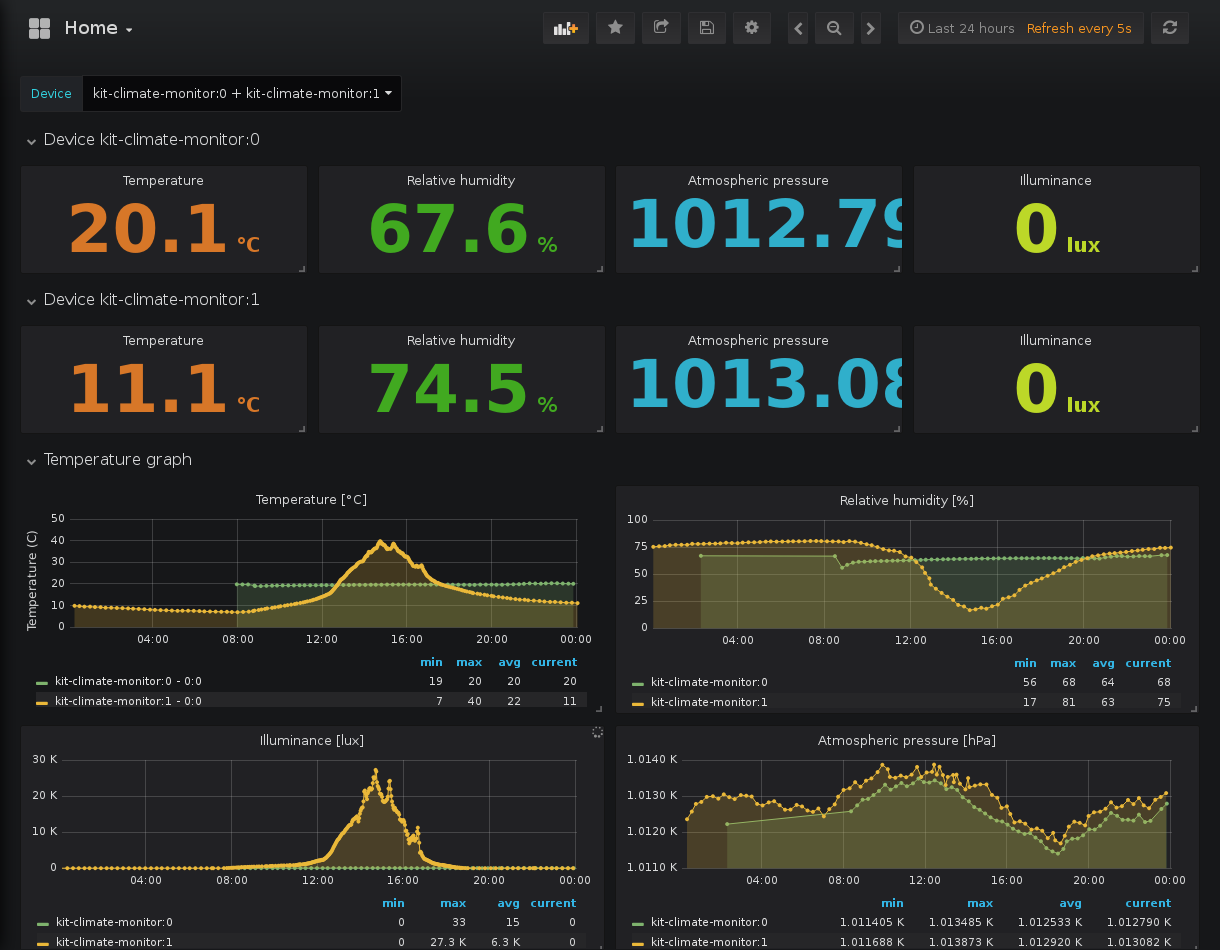 Home
Last 24 hours Refresh every 5s
Device kit-climate-monitor:0 + kit-climate-monitor:1
Device kit-climate-monitor:0
Temperature Relative humidity Atmospheric pressure Illuminance
20.1 °C 67.6 % 1012.79 0 lux
Device kit-climate-monitor:1
Temperature Relative humidity Atmospheric pressure Illuminance
11.1 °C 74.5 % 1013.08 0 lux
Temperature graph
Temperature [°C]
Temperature (C)
50
40
30
20
10
0
04:00 08:00 12:00 16:00 20:00 00:00
min max avg current
kit-climate-monitor:0 - 0:0 19 20 20 20
kit-climate-monitor:1 - 0:0 7 40 22 11
Relative humidity [%]
100
75
50
25
0
04:00 08:00 12:00 16:00 20:00 00:00
min max avg current
kit-climate-monitor:0 56 68 64 68
kit-climate-monitor:1 17 81 63 75
Illuminance [lux]
30 K
20 K
10 K
0
04:00 08:00 12:00 16:00 20:00 00:00
min max avg current
kit-climate-monitor:0 0 33 15 0
kit-climate-monitor:1 0 27.3 K 6.3 K 0
Atmospheric pressure [hPa]
1.0140 K
1.0130 K
1.0120 K
1.0110 K
04:00 08:00 12:00 16:00 20:00 00:00
min max avg current
kit-climate-monitor:0 1.011405 K 1.013485 K 1.012533 K 1.012790 K
kit-climate-monitor:1 1.011688 K 1.013873 K 1.012920 K 1.013082 K